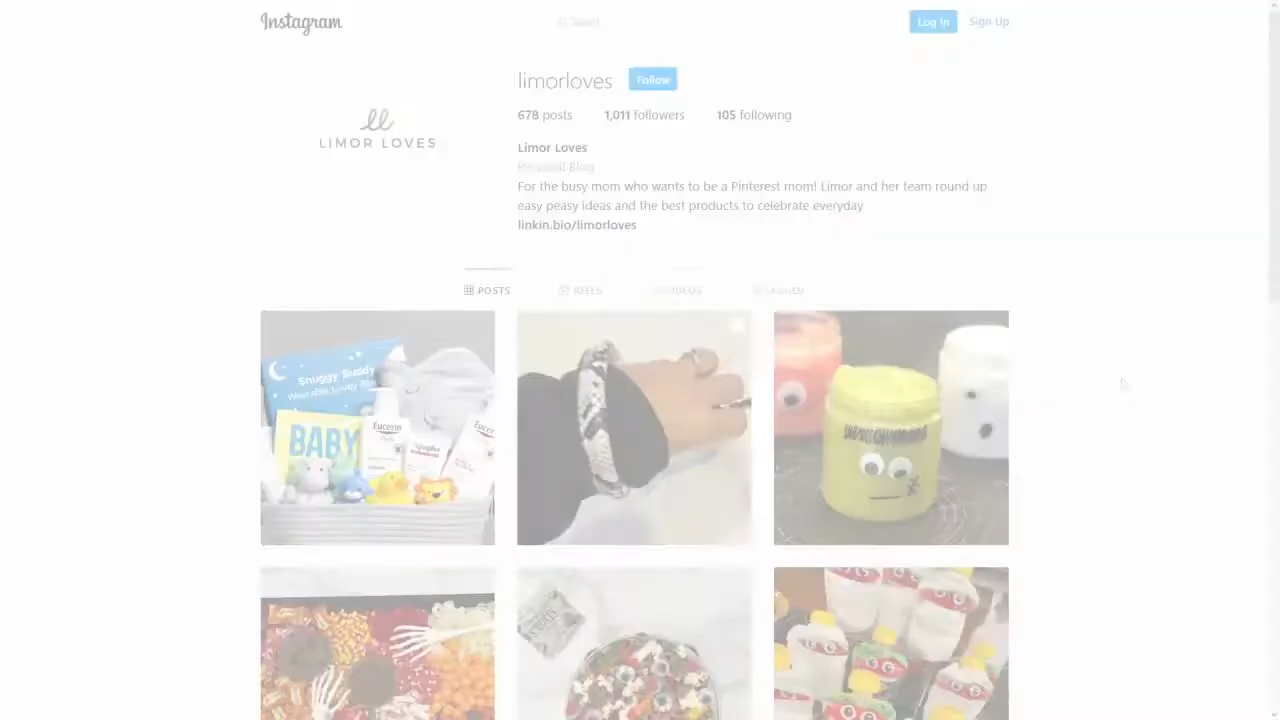 Instagram
Search
Log In
Sign Up
limorloves
Follow
678 posts
1,011 followers
105 following
ll
LIMOR LOVES
Limor Loves
Personal Blog
For the busy mom who wants to be a Pinterest mom! Limor and her team round up
easy peasy ideas and the best products to celebrate everyday
linkin.bio/limorloves
POSTS
REELS
VIDEOS
TAGGED
Snuggy Buddy
BABY
Eucerin